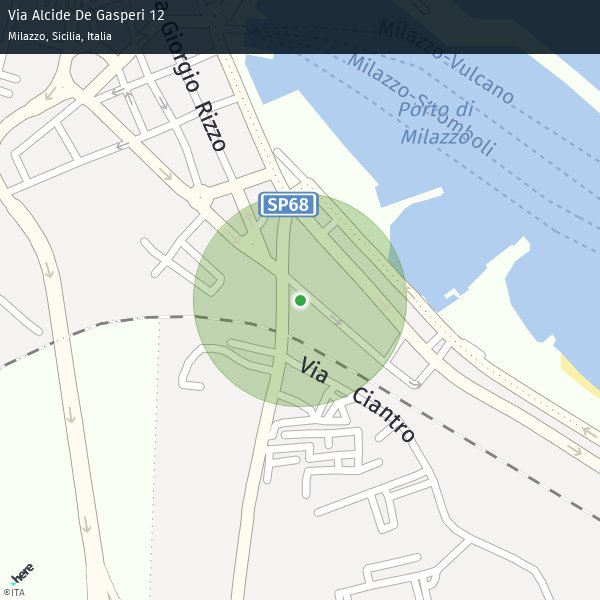 Via Alcide De Gasperi 12
Milazzo, Sicilia, Italia
a Giorgio Rizzo
Milazzo-Vulcano
Milazzo-Stromboli
Porto di
Milazzo
SP68
Via Ciantro
here
©ITA